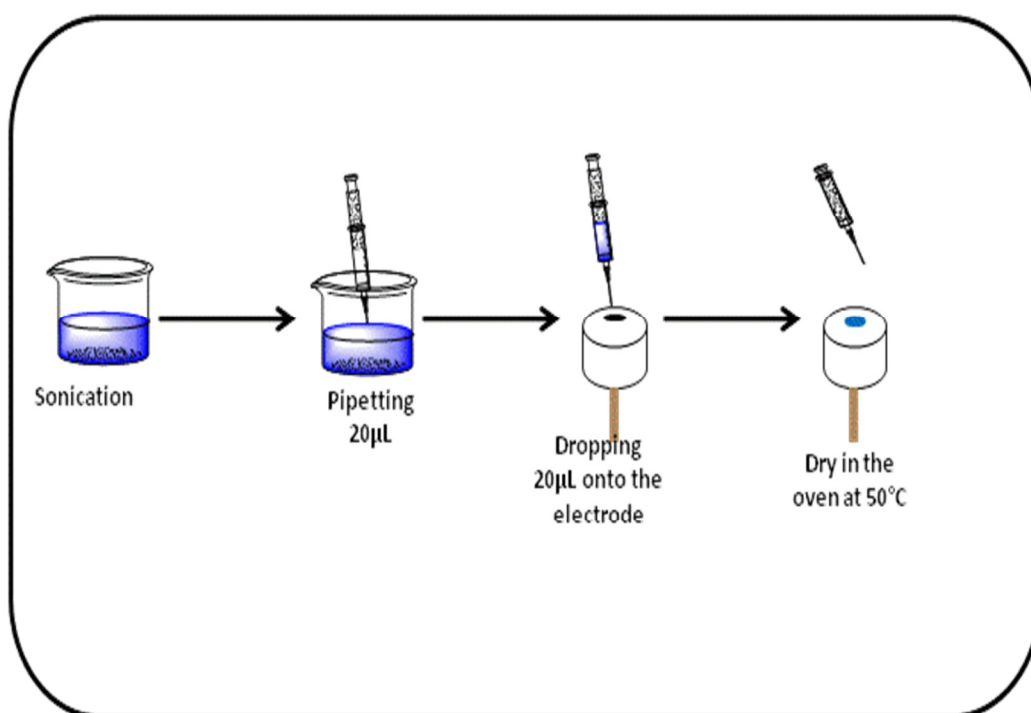 Sonication
Pipetting
20µL
Dropping
20µL onto the
electrode
Dry in the
oven at 50°C